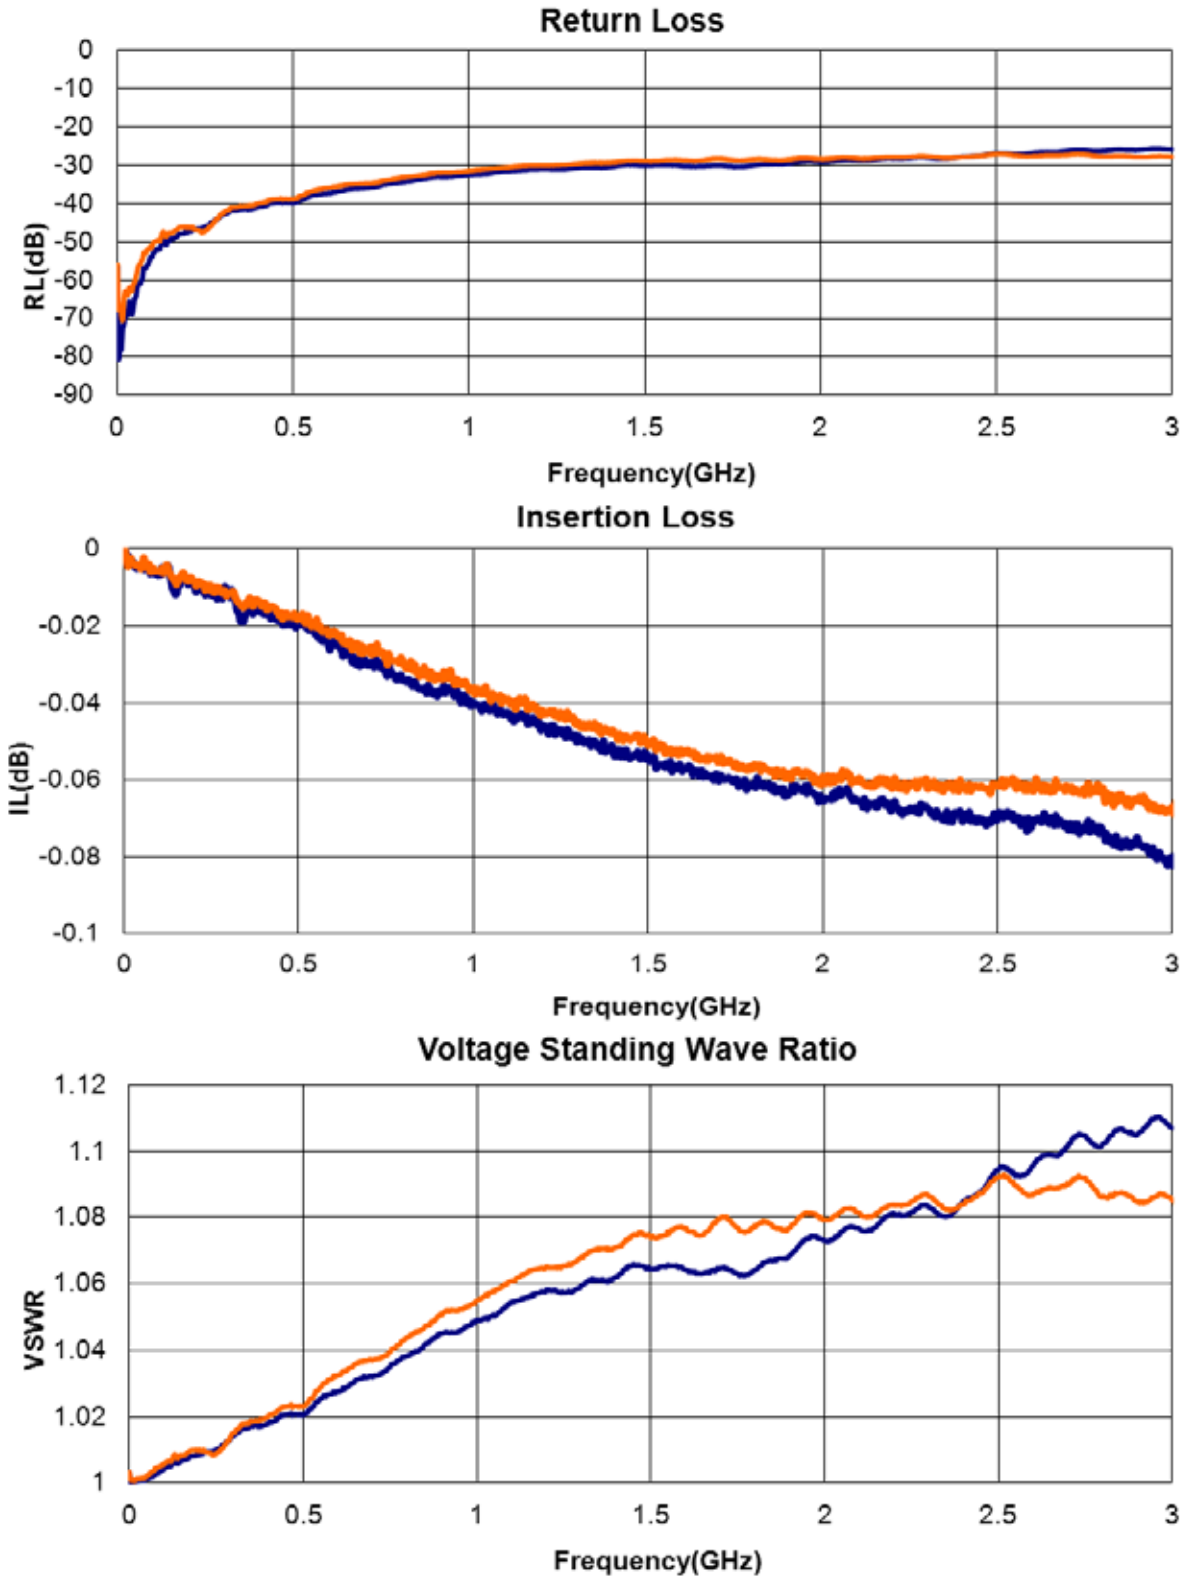 Return Loss
0
-10
-20
-30
-40
-50
-60
-70
-80
-90
RL(dB)
0 0.5 1 1.5 2 2.5 3
Frequency(GHz)
Insertion Loss
0
-0.02
-0.04
-0.06
-0.08
-0.1
IL(dB)
0 0.5 1 1.5 2 2.5 3
Frequency(GHz)
Voltage Standing Wave Ratio
1.12
1.1
1.08
1.06
1.04
1.02
1
VSWR
0 0.5 1 1.5 2 2.5 3
Frequency(GHz)